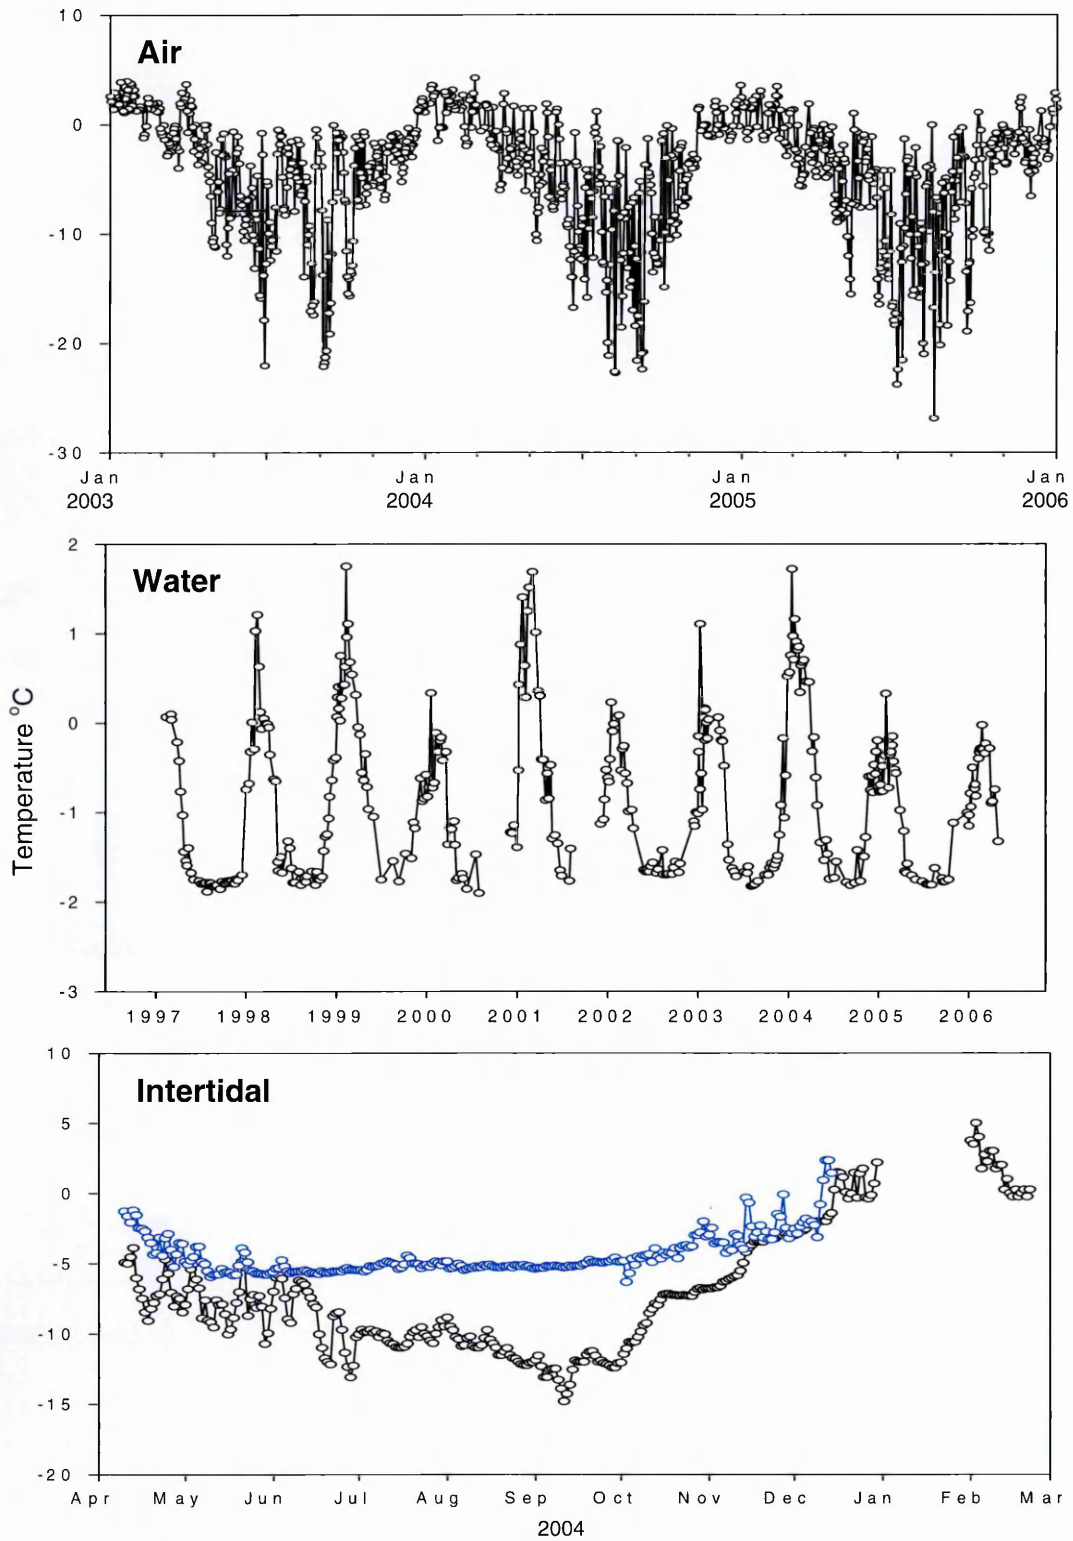 10
Air
0
-10
-20
-30
Jan Jan Jan Jan
2003 2004 2005 2006
2
Water
1
0
-1
-2
-3
Temperature °C
1997 1998 1999 2000 2001 2002 2003 2004 2005 2006
10
Intertidal
5
0
-5
-10
-15
-20
Apr May Jun Jul Aug Sep Oct Nov Dec Jan Feb Mar
2004